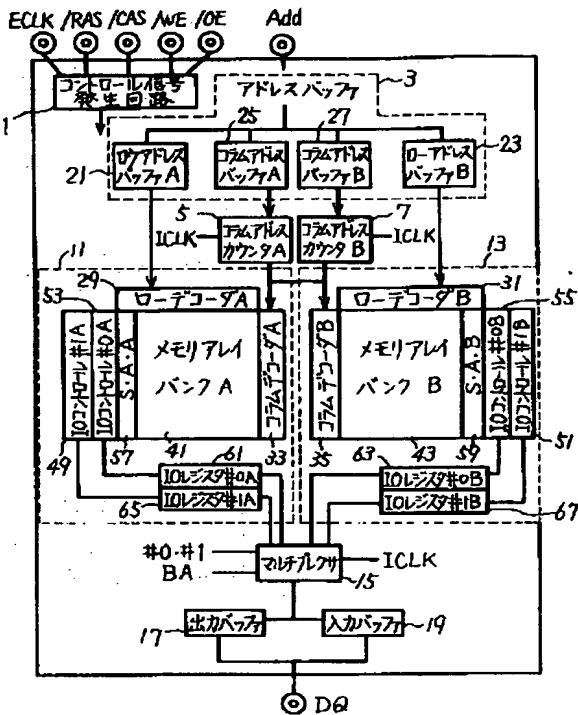 ECLK /RAS /CAS /WE /OE Add
コントロール信号
発生回路
1
アドレスバッファ
3
25
27
21
ロウアドレス
バッファA
コラムアドレス
バッファA
コラムアドレス
バッファB
ローアドレス
バッファB
23
5
7
ICLK
コラムアドレス
カウンタA
コラムアドレス
カウンタB
ICLK
11
13
29
31
53
55
ローデコーダA
ローデコーダB
IOコントロール#1A
IOコントロール#0A
S・A・A
メモリアレイ
バンクA
コラムデコーダA
コラムデコーダB
メモリアレイ
バンクB
S・A・B
IOコントロール#0B
IOコントロール#1B
49
57
41
33
35
43
59
51
61
63
IOレジスタ#0A
IOレジスタ#1A
IOレジスタ#0B
IOレジスタ#1B
65
67
#0・#1
BA
マルチプレクサ
ICLK
15
17
出力バッファ
入力バッファ
19
DQ